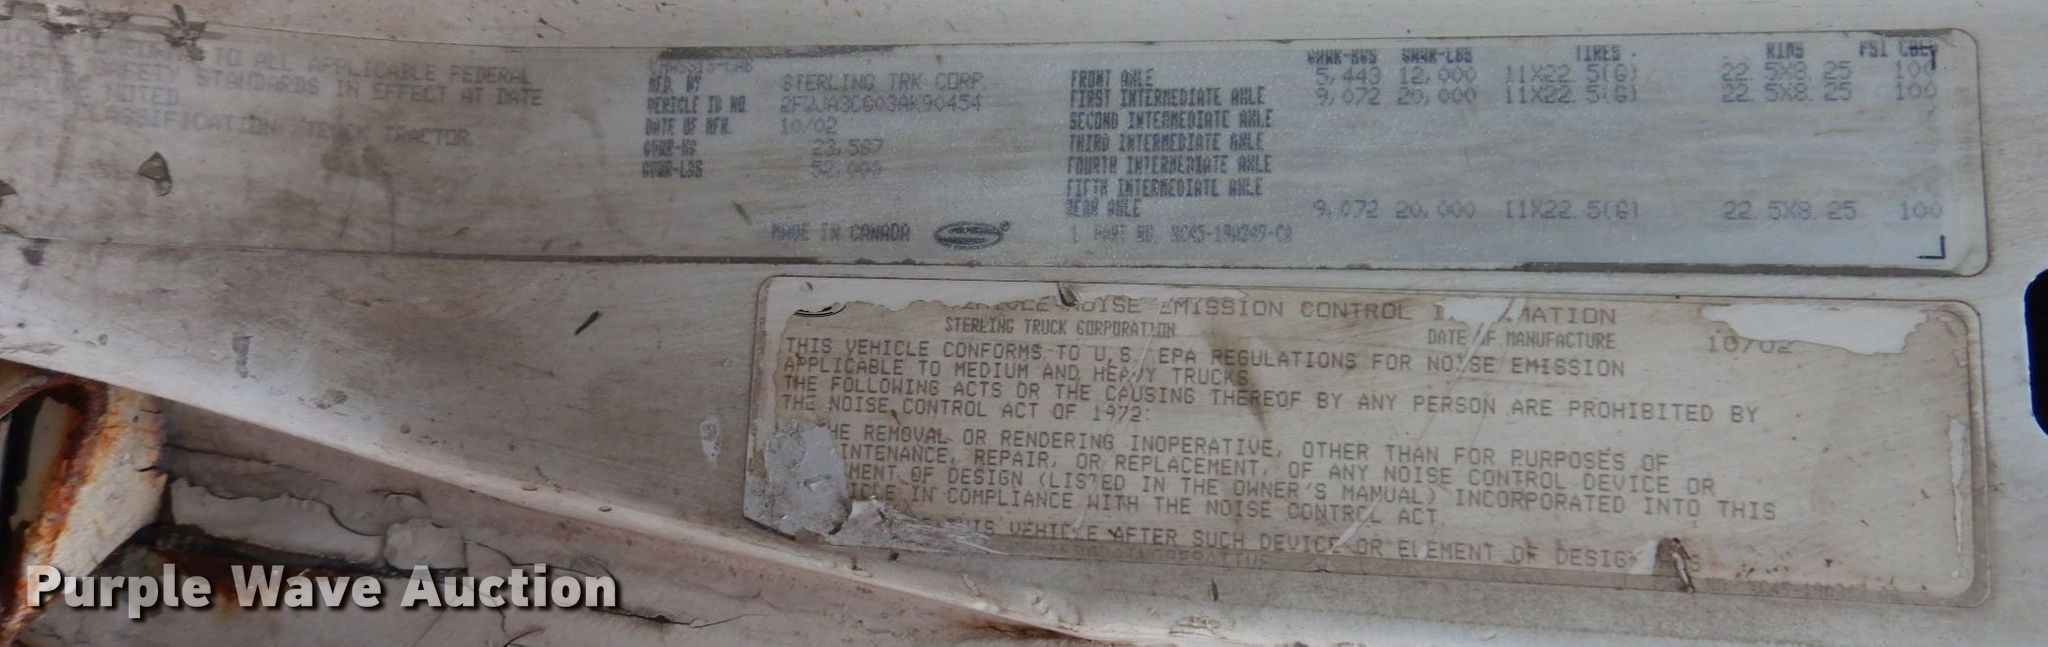 CONFORMS TO ALL APPLICABLE FEDERAL
SAFETY STANDARDS IN EFFECT AT DATE
NOTED
CLASSIFICATION: TRUCK TRACTOR
CHASSIS-CAB
MFD. BY STERLING TRK CORP.
VEHICLE ID NO. 2FWJA3CG03AK90454
DATE OF MFR. 10/02
GVWR-KG 23,587
GVWR-LBS 52,000
MADE IN CANADA
GAWR-KGS GAWR-LBS TIRES RIMS PSI COLD
FRONT AXLE 5,443 12,000 11X22.5(G) 22.5X8.25 100
FIRST INTERMEDIATE AXLE 9,072 20,000 11X22.5(G) 22.5X8.25 100
SECOND INTERMEDIATE AXLE
THIRD INTERMEDIATE AXLE
FOURTH INTERMEDIATE AXLE
FIFTH INTERMEDIATE AXLE
REAR AXLE 9,072 20,000 11X22.5(G) 22.5X8.25 100
1 PART NO.
NOISE EMISSION CONTROL
STERLING TRUCK CORPORATION DATE OF MANUFACTURE 10/02
THIS VEHICLE CONFORMS TO U.S. EPA REGULATIONS FOR NOISE EMISSION
APPLICABLE TO MEDIUM AND HEAVY TRUCKS
THE FOLLOWING ACTS OR THE CAUSING THEREOF BY ANY PERSON ARE PROHIBITED BY
THE NOISE CONTROL ACT OF 1972:
HE REMOVAL OR RENDERING INOPERATIVE, OTHER THAN FOR PURPOSES OF
INTENANCE, REPAIR, OR REPLACEMENT, OF ANY NOISE CONTROL DEVICE OR
MENT OF DESIGN (LISTED IN THE OWNER'S MANUAL) INCORPORATED INTO THIS
ICLE IN COMPLIANCE WITH THE NOISE CONTROL ACT
THIS VEHICLE AFTER SUCH DEVICE OR ELEMENT OF DESIGN
Purple Wave Auction